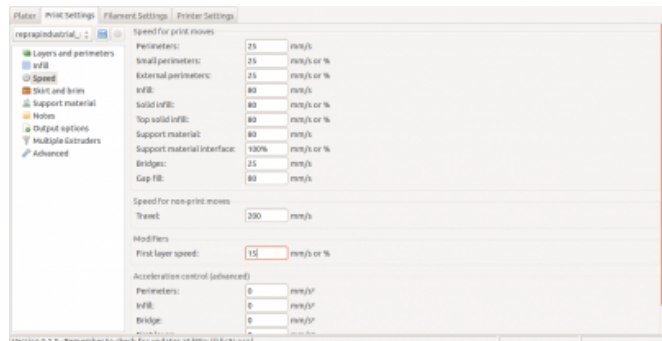 Plater Print Settings Filament Settings Printer Settings
reprapindustrial_
Layers and perimeters
Infill
Speed
Skirt and brim
Support material
Notes
Output options
Multiple Extruders
Advanced
Speed for print moves
Perimeters: 25 mm/s
Small perimeters: 25 mm/s or %
External perimeters: 25 mm/s or %
Infill: 80 mm/s
Solid infill: 80 mm/s or %
Top solid infill: 80 mm/s or %
Support material: 80 mm/s
Support material interface: 100% mm/s or %
Bridges: 25 mm/s
Gap fill: 80 mm/s
Speed for non-print moves
Travel: 200 mm/s
Modifiers
First layer speed: 15 mm/s or %
Acceleration control (advanced)
Perimeters: 0 mm/s²
Infill: 0 mm/s²
Bridge: 0 mm/s²